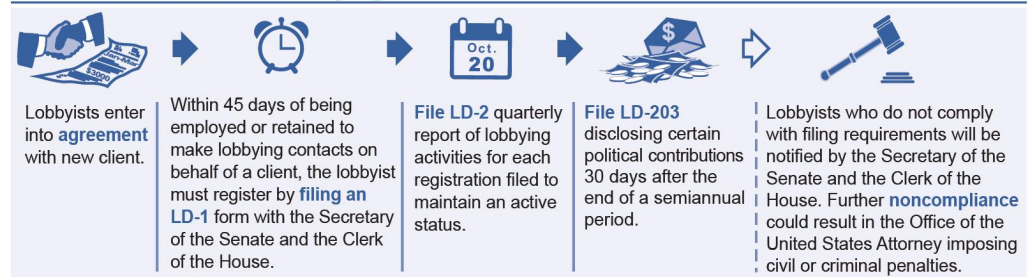 Jan-Mar
$3000
Oct.
20
$
Lobbyists enter
into agreement
with new client.
Within 45 days of being
employed or retained to
make lobbying contacts on
behalf of a client, the lobbyist
must register by filing an
LD-1 form with the Secretary
of the Senate and the Clerk
of the House.
File LD-2 quarterly
report of lobbying
activities for each
registration filed to
maintain an active
status.
File LD-203
disclosing certain
political contributions
30 days after the
end of a semiannual
period.
Lobbyists who do not comply
with filing requirements will be
notified by the Secretary of the
Senate and the Clerk of the
House. Further noncompliance
could result in the Office of the
United States Attorney imposing
civil or criminal penalties.